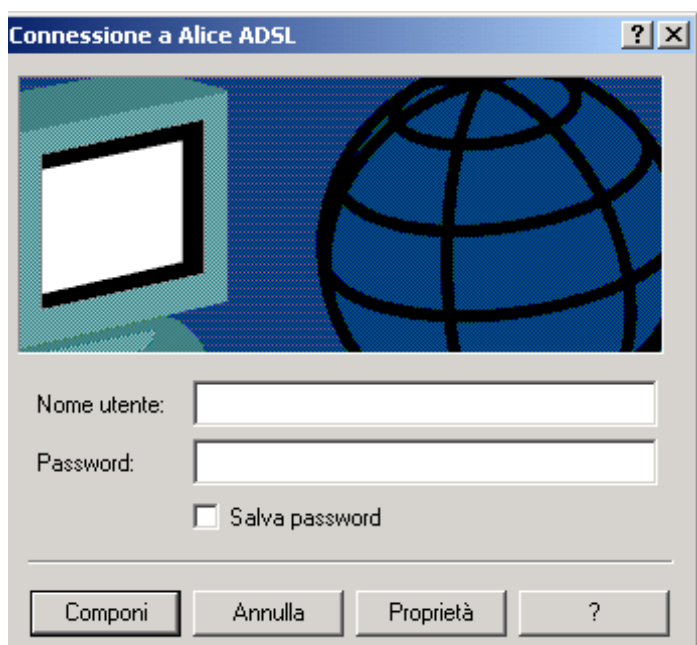 Connessione a Alice ADSL ? X
Nome utente:
Password:
Salva password
Componi Annulla Proprietà ?